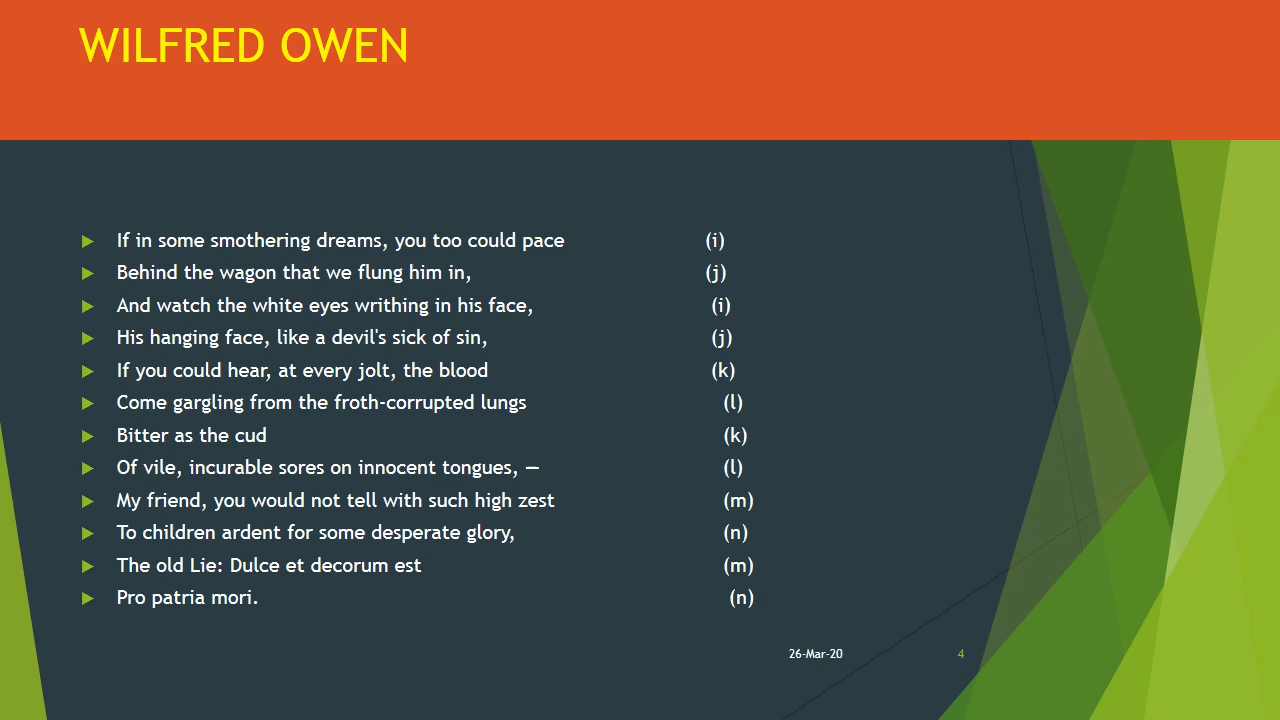 WILFRED OWEN
If in some smothering dreams, you too could pace (i)
Behind the wagon that we flung him in, (j)
And watch the white eyes writhing in his face, (i)
His hanging face, like a devil's sick of sin, (j)
If you could hear, at every jolt, the blood (k)
Come gargling from the froth-corrupted lungs (l)
Bitter as the cud (k)
Of vile, incurable sores on innocent tongues, — (l)
My friend, you would not tell with such high zest (m)
To children ardent for some desperate glory, (n)
The old Lie: Dulce et decorum est (m)
Pro patria mori. (n)
26-Mar-20 4